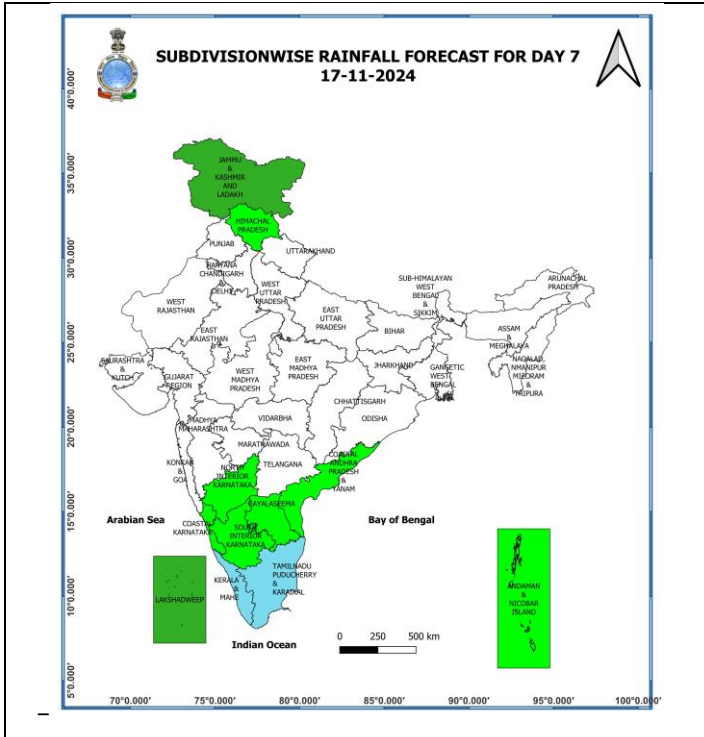 SUBDIVISIONWISE RAINFALL FORECAST FOR DAY 7
17-11-2024
40°0.000'
35°0.000'
30°0.000'
25°0.000'
20°0.000'
15°0.000'
10°0.000'
5°0.000'
JAMMU
&
KASHMIR
AND
LADAKH
HIMACHAL
PRADESH
PUNJAB
UTTARAKHAND
HARYANA
CHANDIGARH
&
DELHI
WEST
UTTAR
PRADESH
SUB-HIMALAYAN
WEST
BENGAL
&
SIKKIM
ARUNACHAL
PRADESH
WEST
RAJASTHAN
EAST
RAJASTHAN
EAST
UTTAR
PRADESH
BIHAR
ASSAM
&
MEGHALAYA
NAGALAD,
NMANIPUR
MIZORAM
&
TRIPURA
SAURASHTRA
&
KUTCH
GUJARAT
REGION
WEST
MADHYA
PRADESH
EAST
MADHYA
PRADESH
JHARKHAND
GANGETIC
WEST
BENGAL
CHHATISGARH
ODISHA
VIDARBHA
MADHYA
MAHARASHTRA
MARATHAWADA
TELANGANA
KONKAN
&
GOA
NORTH
INTERIOR
KARNATAKA
COASTAL
ANDHRA
PRADESH
&
YANAM
RAYALASEEMA
Arabian Sea
Bay of Bengal
COASTAL
KARNATAKA
SOUTH
INTERIOR
KARNATAKA
TAMILNADU
PUDUCHERRY
&
KARAIKAL
KERALA
&
MAHE
LAKSHADWEEP
ANDAMAN
&
NICOBAR
ISLAND
Indian Ocean
0 250 500 km
70°0.000' 75°0.000' 80°0.000' 85°0.000' 90°0.000' 95°0.000' 100°0.000'